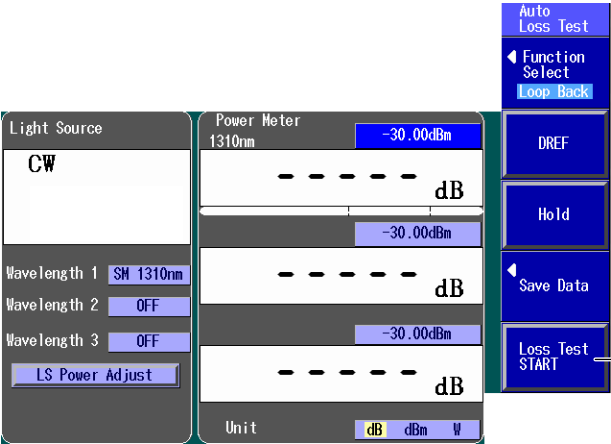 Auto
Loss Test
Function
Select
Loop Back
Light Source
CW
Wavelength 1 SM 1310nm
Wavelength 2 OFF
Wavelength 3 OFF
LS Power Adjust
Power Meter
1310nm
-30.00dBm
- - - - - dB
-30.00dBm
- - - - - dB
-30.00dBm
- - - - - dB
Unit dB dBm W
DREF
Hold
Save Data
Loss Test
START